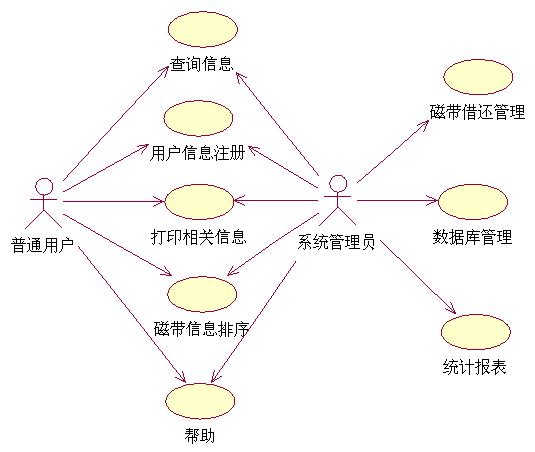 查询信息
磁带借还管理
用户信息注册
普通用户
打印相关信息
系统管理员
数据库管理
磁带信息排序
统计报表
帮助